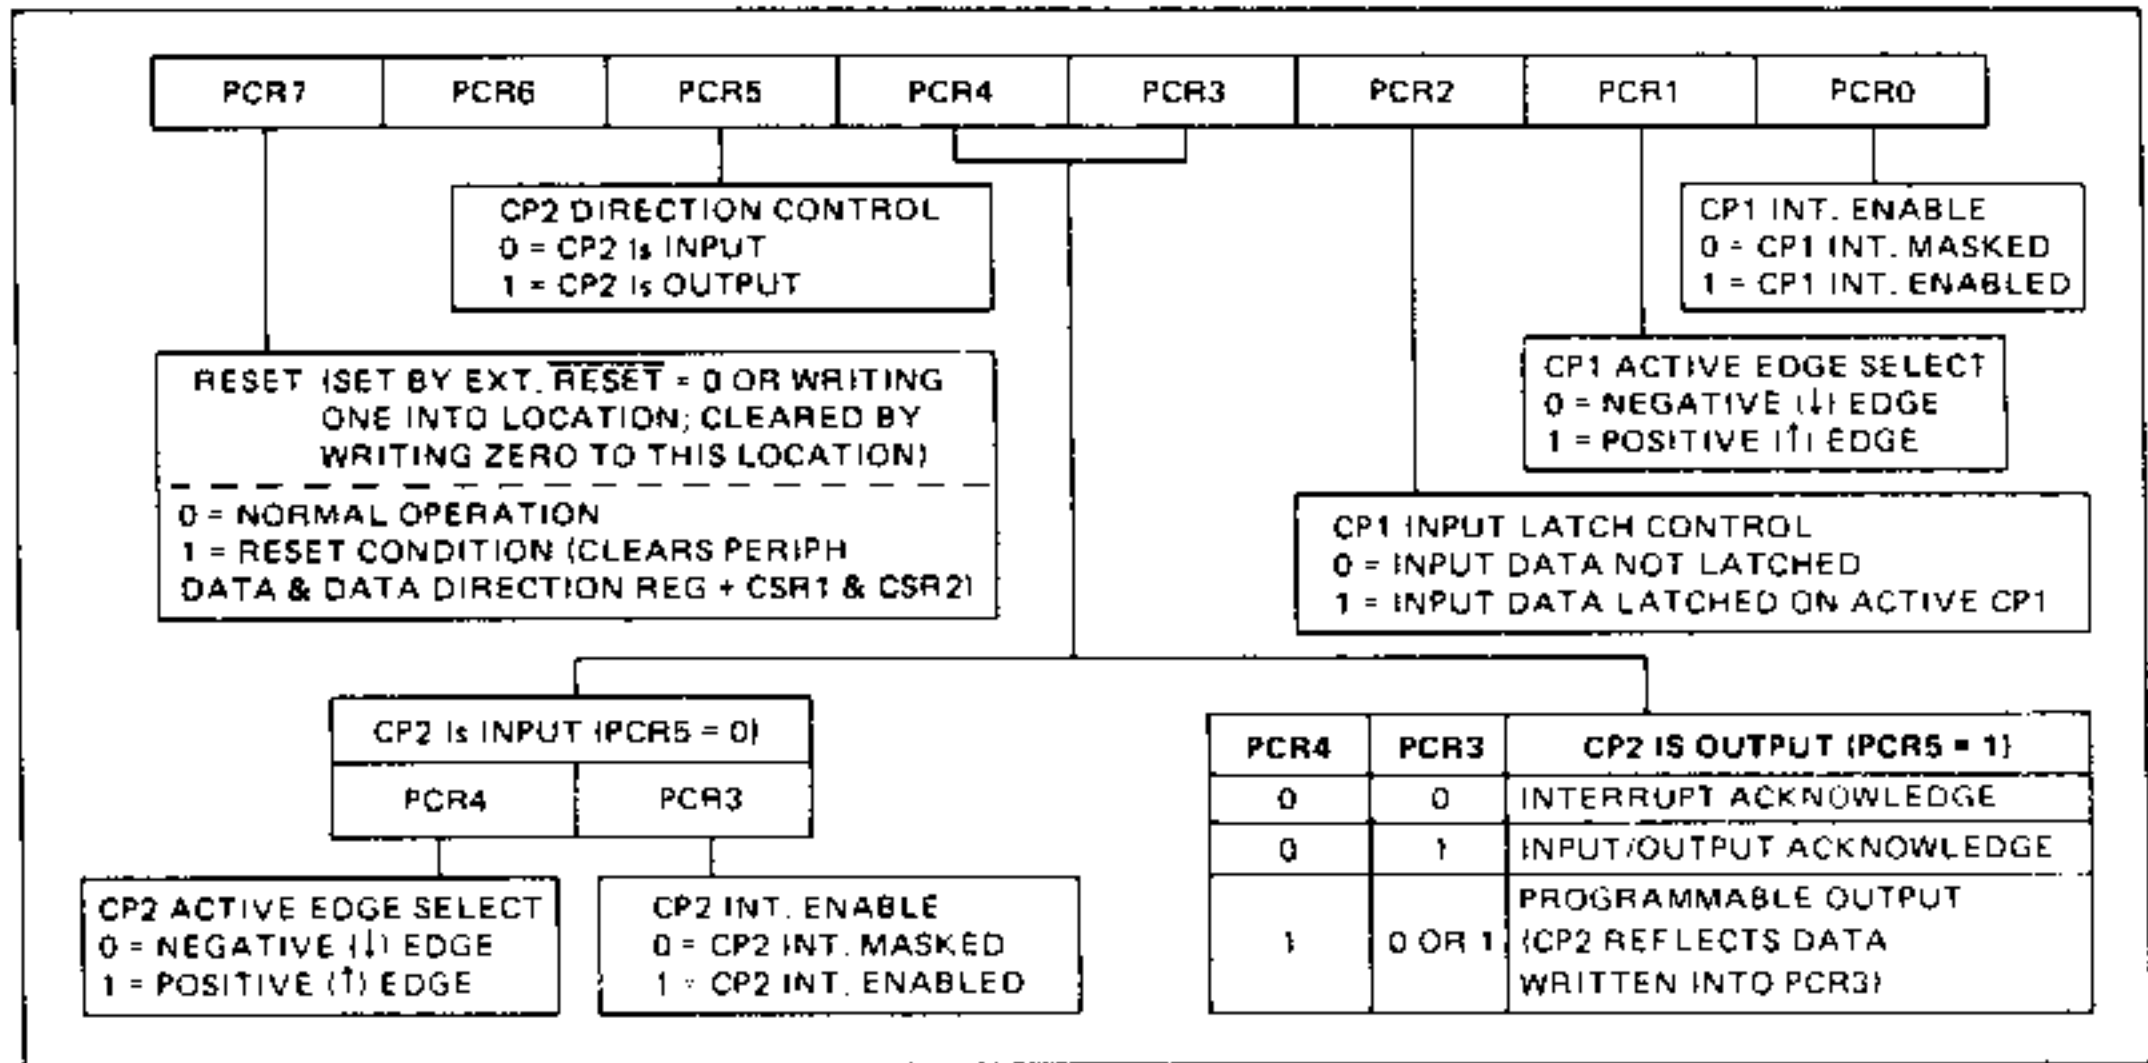 PCR7 PCR6 PCR5 PCR4 PCR3 PCR2 PCR1 PCR0
CP2 DIRECTION CONTROL
0 = CP2 Is INPUT
1 = CP2 Is OUTPUT
CP1 INT. ENABLE
0 = CP1 INT. MASKED
1 = CP1 INT. ENABLED
RESET (SET BY EXT. RESET = 0 OR WRITING
ONE INTO LOCATION; CLEARED BY
WRITING ZERO TO THIS LOCATION)
0 = NORMAL OPERATION
1 = RESET CONDITION (CLEARS PERIPH
DATA & DATA DIRECTION REG + CSR1 & CSR2)
CP1 ACTIVE EDGE SELECT
0 = NEGATIVE (↓) EDGE
1 = POSITIVE (↑) EDGE
CP1 INPUT LATCH CONTROL
0 = INPUT DATA NOT LATCHED
1 = INPUT DATA LATCHED ON ACTIVE CP1
CP2 Is INPUT (PCR5 = 0)
PCR4 PCR3
CP2 ACTIVE EDGE SELECT
0 = NEGATIVE (↓) EDGE
1 = POSITIVE (↑) EDGE
CP2 INT. ENABLE
0 = CP2 INT. MASKED
1 = CP2 INT. ENABLED
PCR4 PCR3 CP2 IS OUTPUT (PCR5 = 1)
0 0 INTERRUPT ACKNOWLEDGE
0 1 INPUT/OUTPUT ACKNOWLEDGE
1 0 OR 1 PROGRAMMABLE OUTPUT
(CP2 REFLECTS DATA
WRITTEN INTO PCR3)